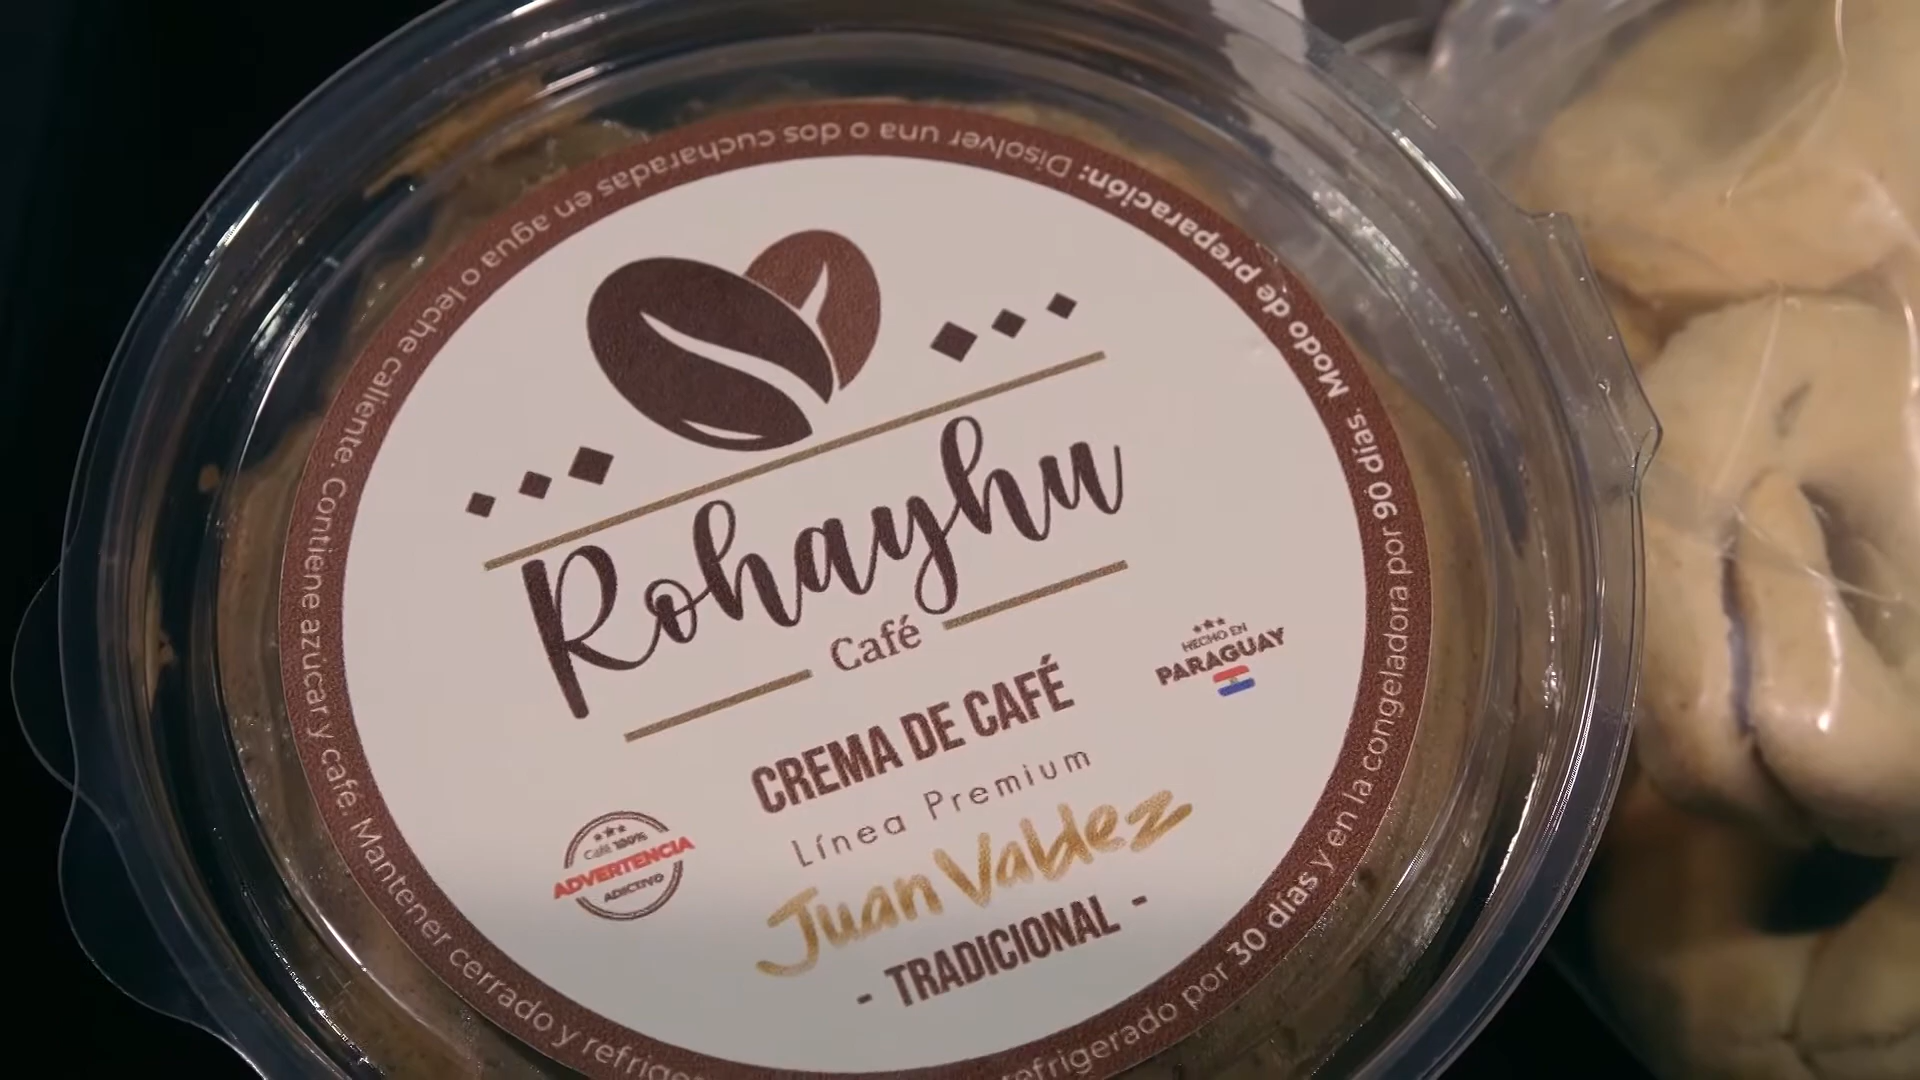 Rohayhu
Café
CREMA DE CAFÉ
Línea Premium
Juan Valdez
- TRADICIONAL -
HECHO EN
PARAGUAY
Café 100%
ADVERTENCIA
ADICTIVO
Modo de preparación: Disolver una o dos cucharadas en agua o leche caliente. Contiene azúcar y café. Mantener cerrado y refriger
refrigerado por 30 días y en la congeladora por 90 días.